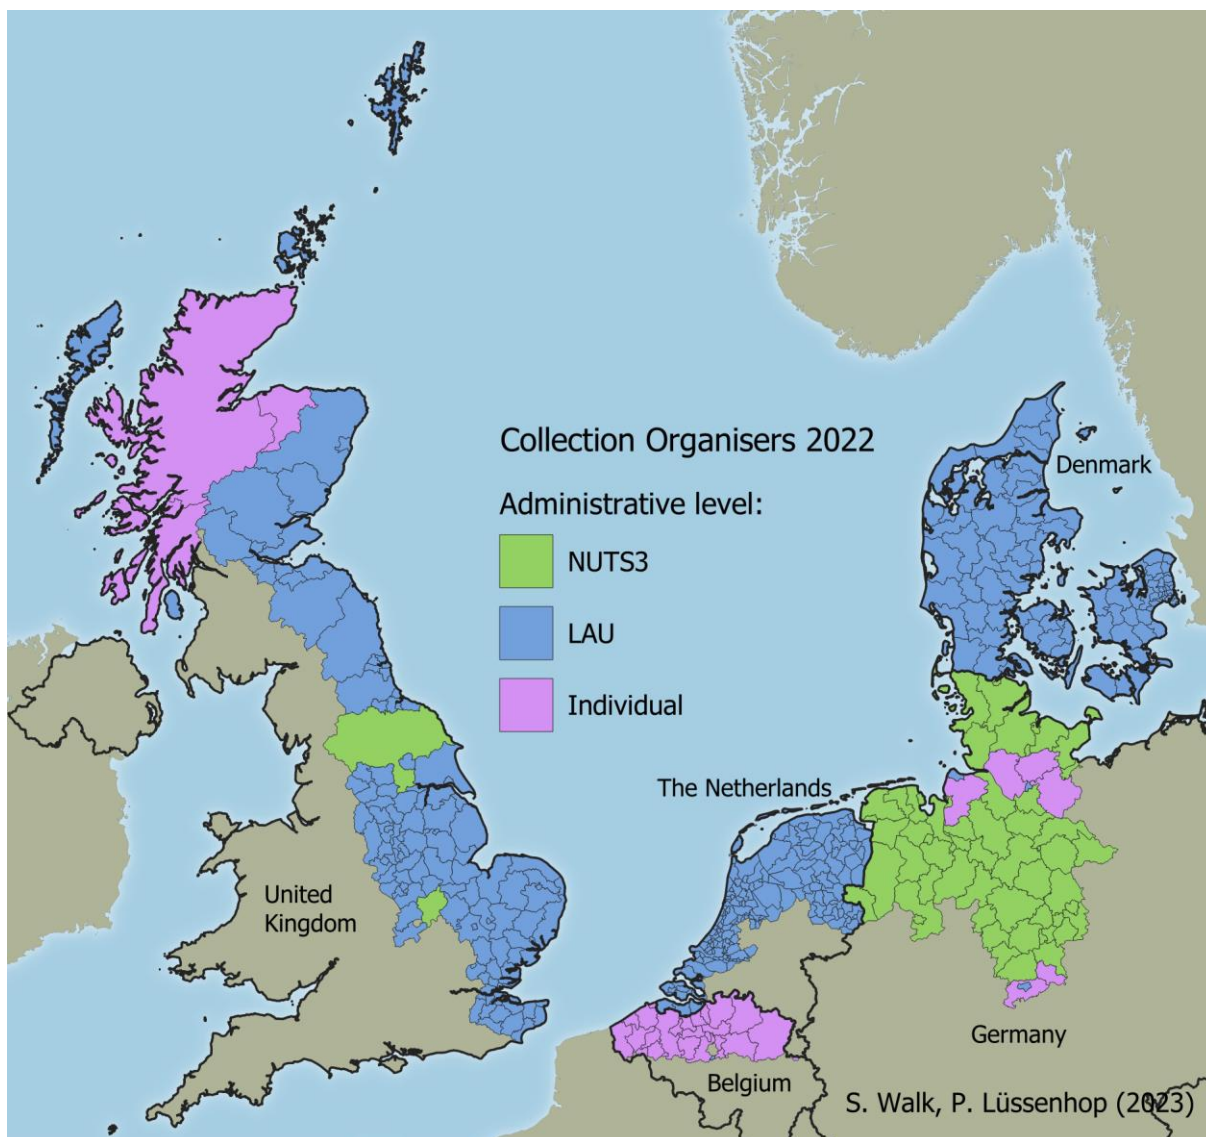 Collection Organisers 2022
Denmark
Administrative level:
NUTS3
LAU
Individual
The Netherlands
United
Kingdom
Germany
Belgium
S. Walk, P. Lüssenhop (2023)